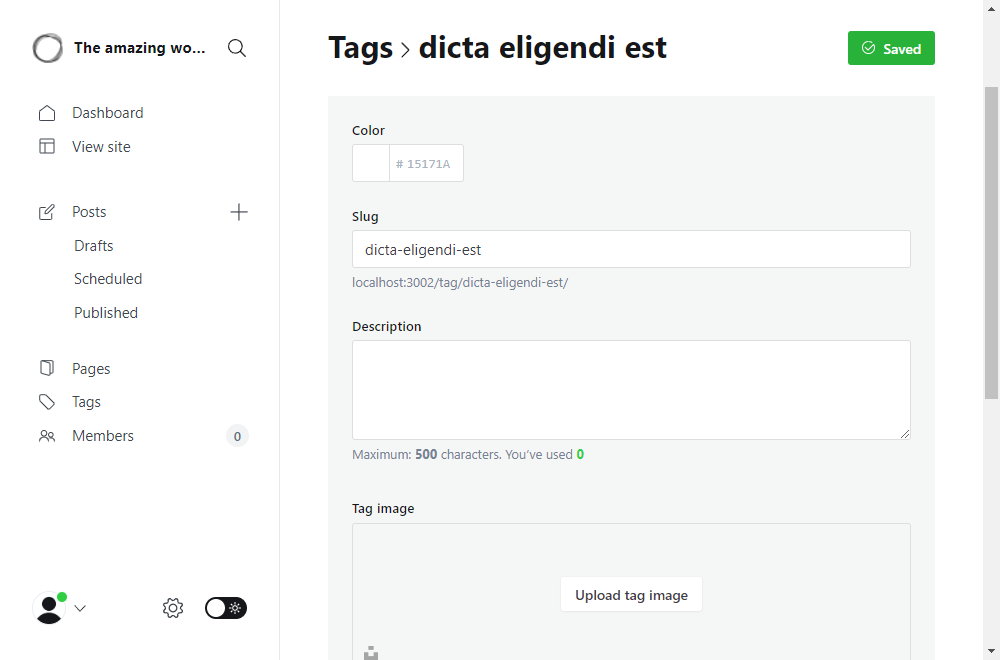 The amazing wo...
Dashboard
View site
Posts
Drafts
Scheduled
Published
Pages
Tags
Members 0
Tags > dicta eligendi est
Saved
Color
# 15171A
Slug
dicta-eligendi-est
localhost:3002/tag/dicta-eligendi-est/
Description
Maximum: 500 characters. You’ve used 0
Tag image
Upload tag image